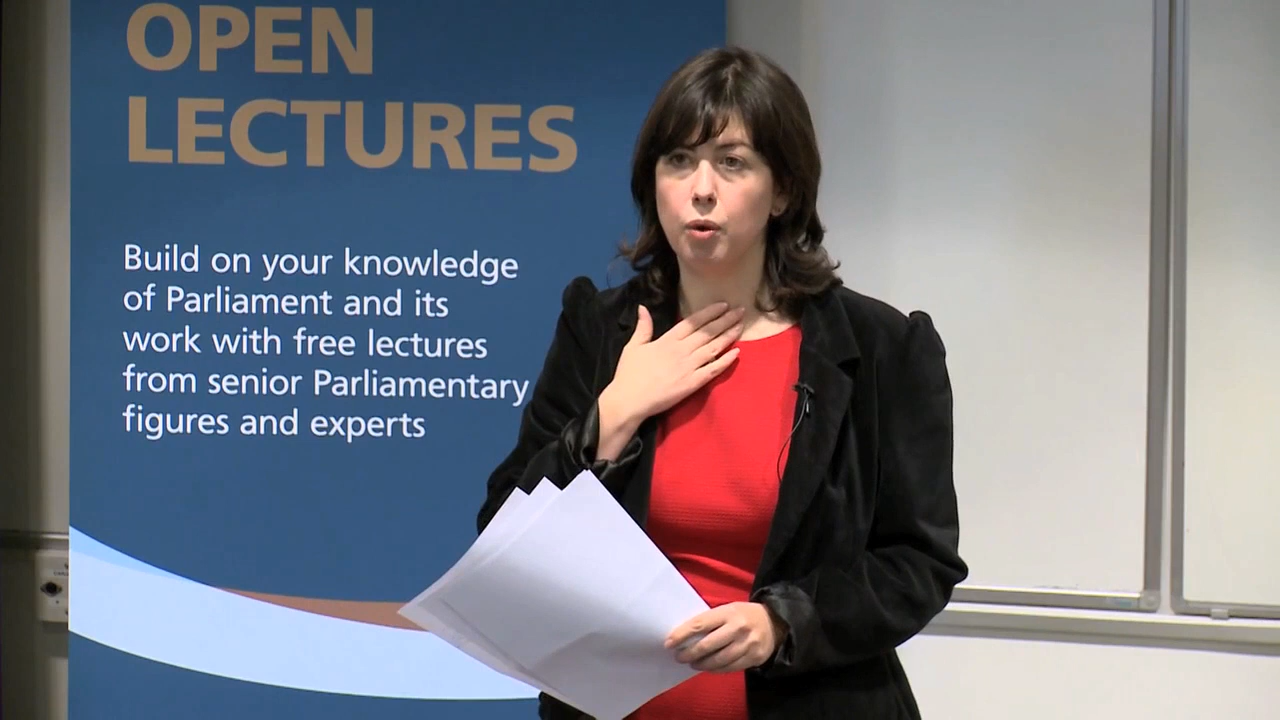 OPEN
LECTURES
Build on your knowledge
of Parliament and its
work with free lectures
from senior Parliamentary
figures and experts